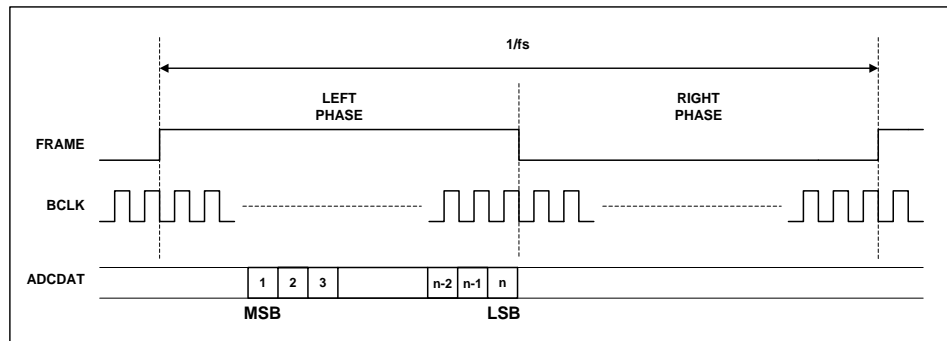 1/fs
LEFT
PHASE
RIGHT
PHASE
FRAME
BCLK
ADCDAT
1 2 3 n-2 n-1 n
MSB LSB